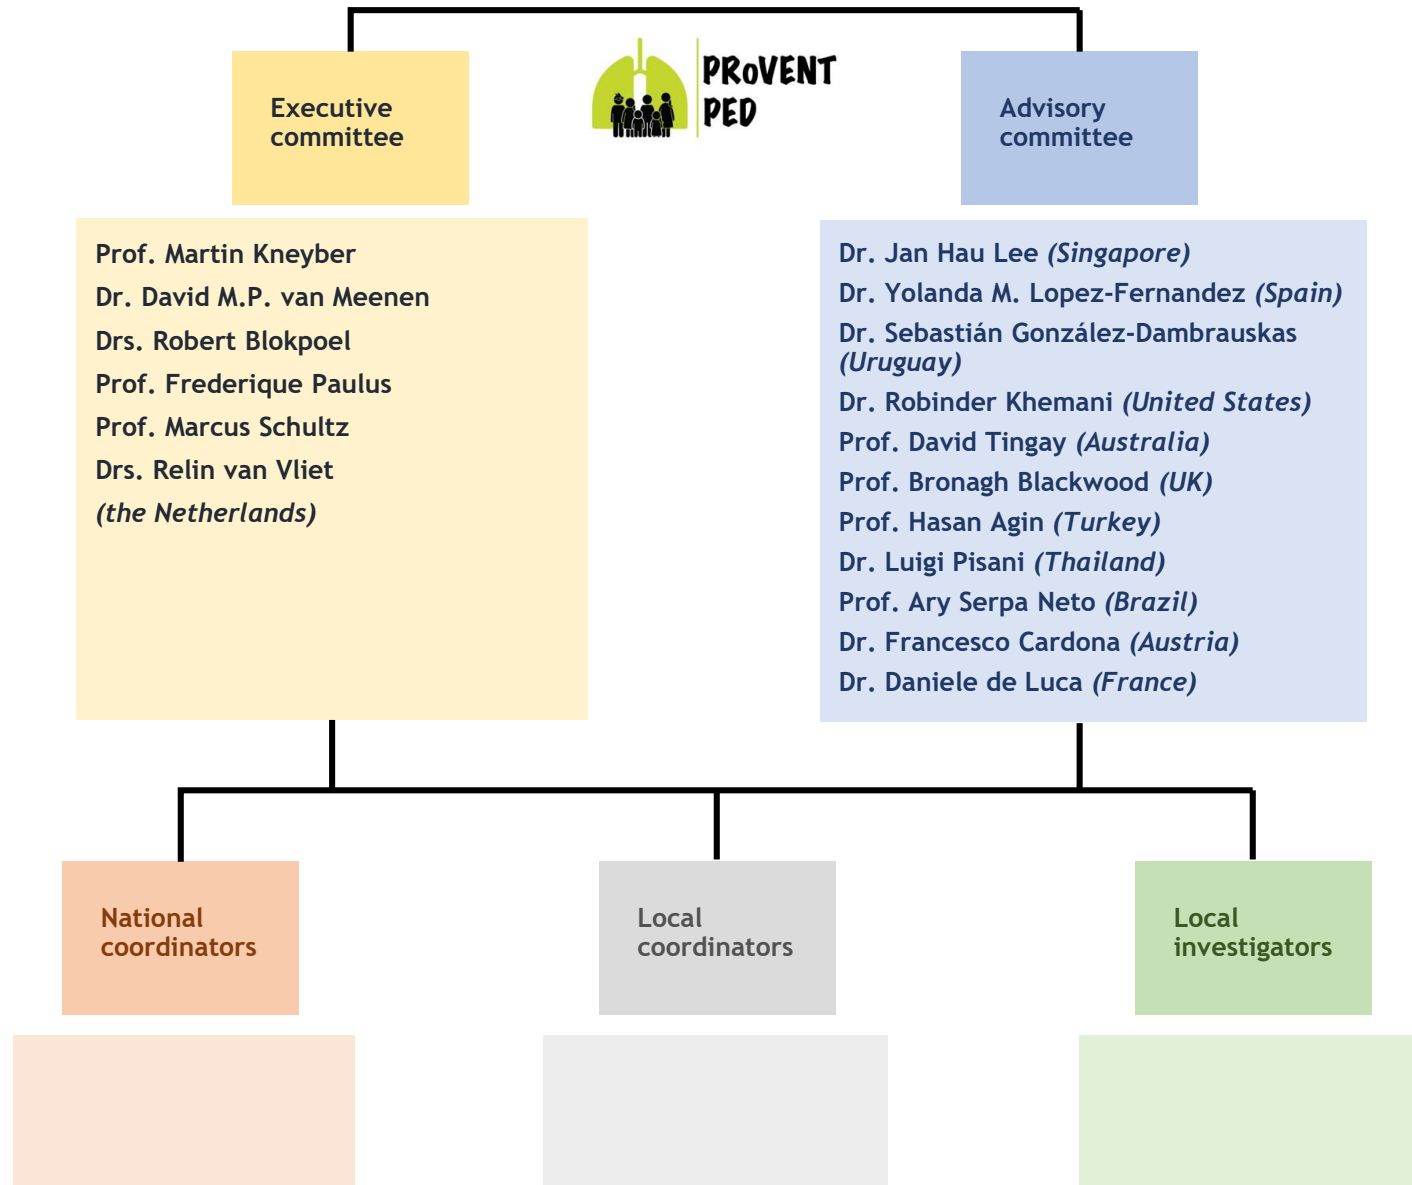 PRoVENT
PED
Executive
committee
Advisory
committee
Prof. Martin Kneyber
Dr. David M.P. van Meenen
Drs. Robert Blokpoel
Prof. Frederique Paulus
Prof. Marcus Schultz
Drs. Relin van Vliet
(the Netherlands)
Dr. Jan Hau Lee (Singapore)
Dr. Yolanda M. Lopez-Fernandez (Spain)
Dr. Sebastián González-Dambrauskas
(Uruguay)
Dr. Robinder Khemani (United States)
Prof. David Tingay (Australia)
Prof. Bronagh Blackwood (UK)
Prof. Hasan Agin (Turkey)
Dr. Luigi Pisani (Thailand)
Prof. Ary Serpa Neto (Brazil)
Dr. Francesco Cardona (Austria)
Dr. Daniele de Luca (France)
National
coordinators
Local
coordinators
Local
investigators